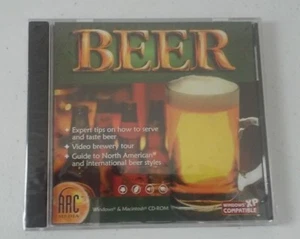 BEER
• Expert tips on how to serve
and taste beer
• Video brewery tour
• Guide to North American
and international beer styles
ARC
Windows® & Macintosh® CD-ROM
WINDOWS XP
COMPATIBLE